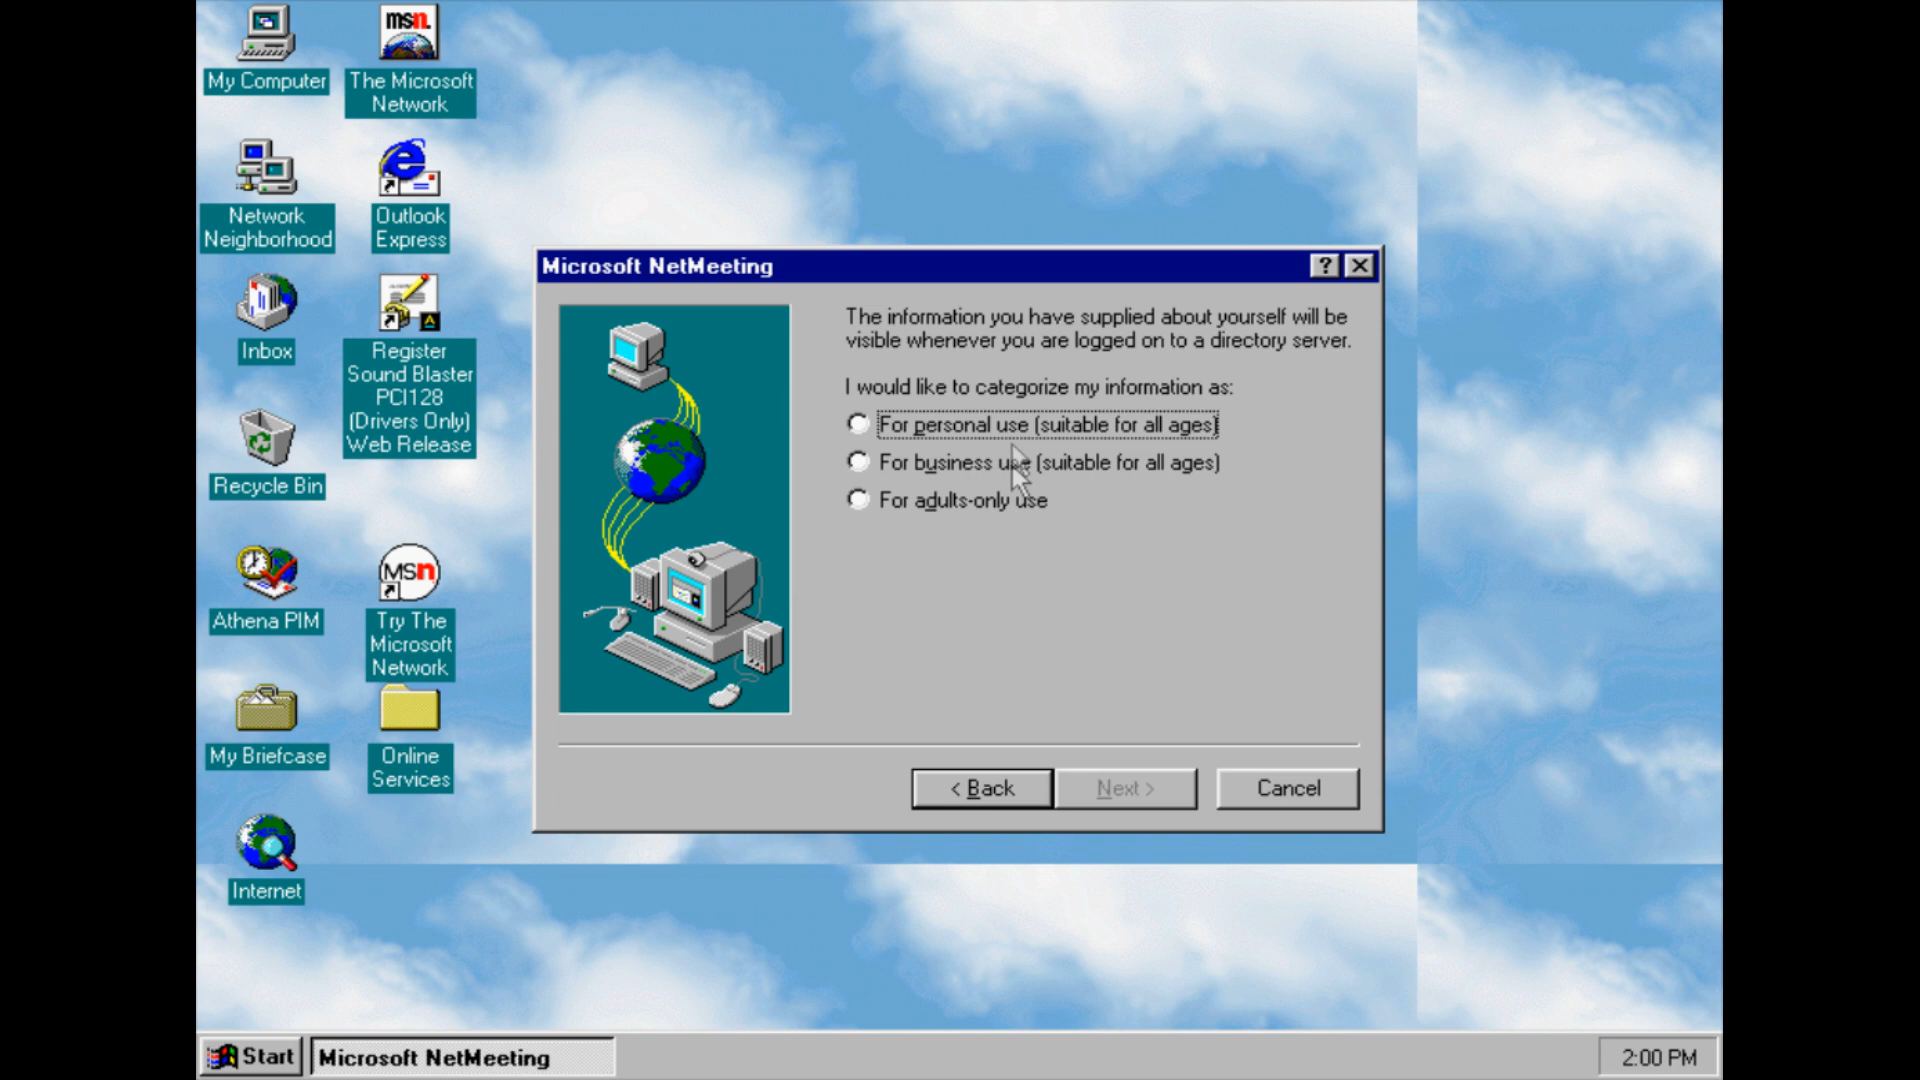 My Computer
msn.
The Microsoft
Network
Network
Neighborhood
Outlook
Express
Inbox
Register
Sound Blaster
PCI128
(Drivers Only)
Web Release
Recycle Bin
Athena PIM
MSn
Try The
Microsoft
Network
My Briefcase
Online
Services
Internet
Microsoft NetMeeting
The information you have supplied about yourself will be
visible whenever you are logged on to a directory server.
I would like to categorize my information as:
For personal use (suitable for all ages)
For business use (suitable for all ages)
For adults-only use
< Back
Next >
Cancel
Start
Microsoft NetMeeting
2:00 PM